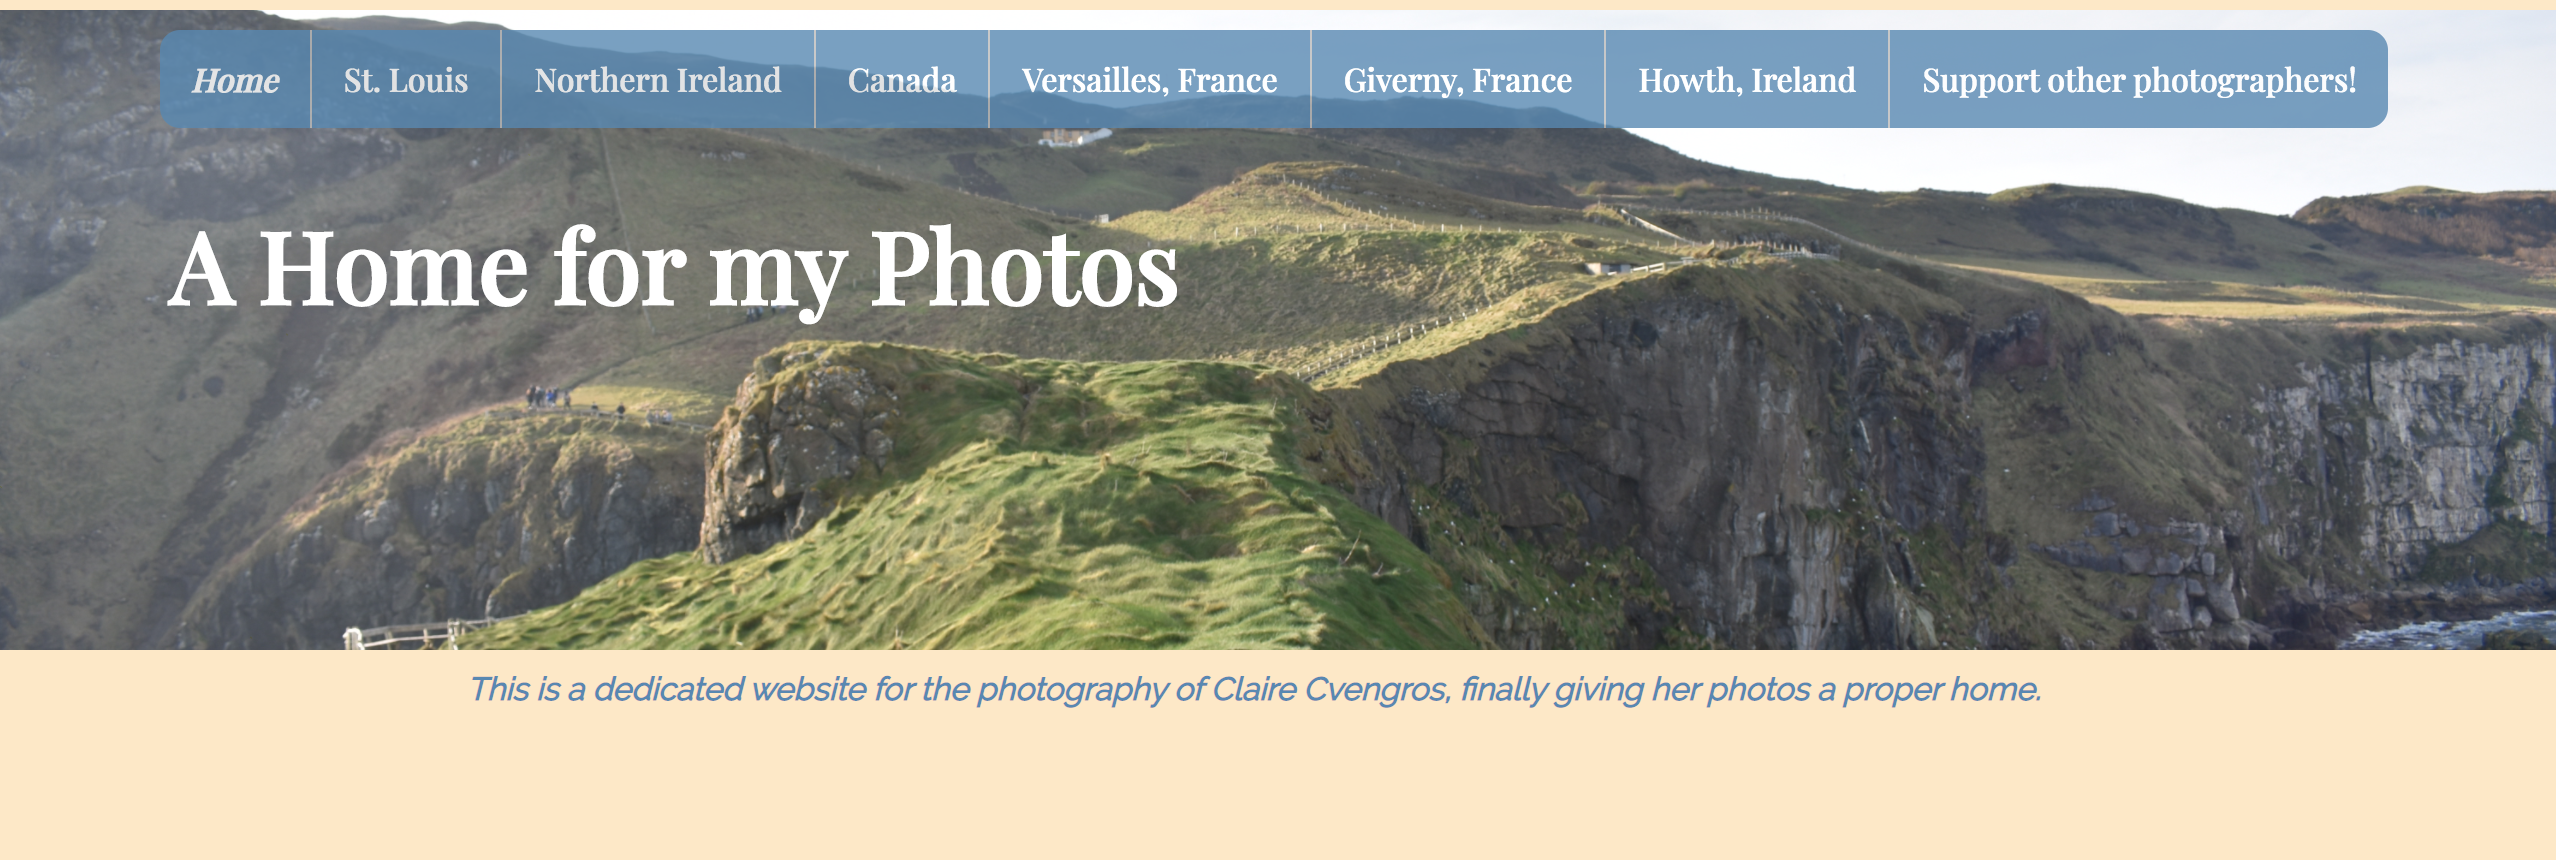 Home St. Louis Northern Ireland Canada Versailles, France Giverny, France Howth, Ireland Support other photographers!
A Home for my Photos
This is a dedicated website for the photography of Claire Cvengros, finally giving her photos a proper home.